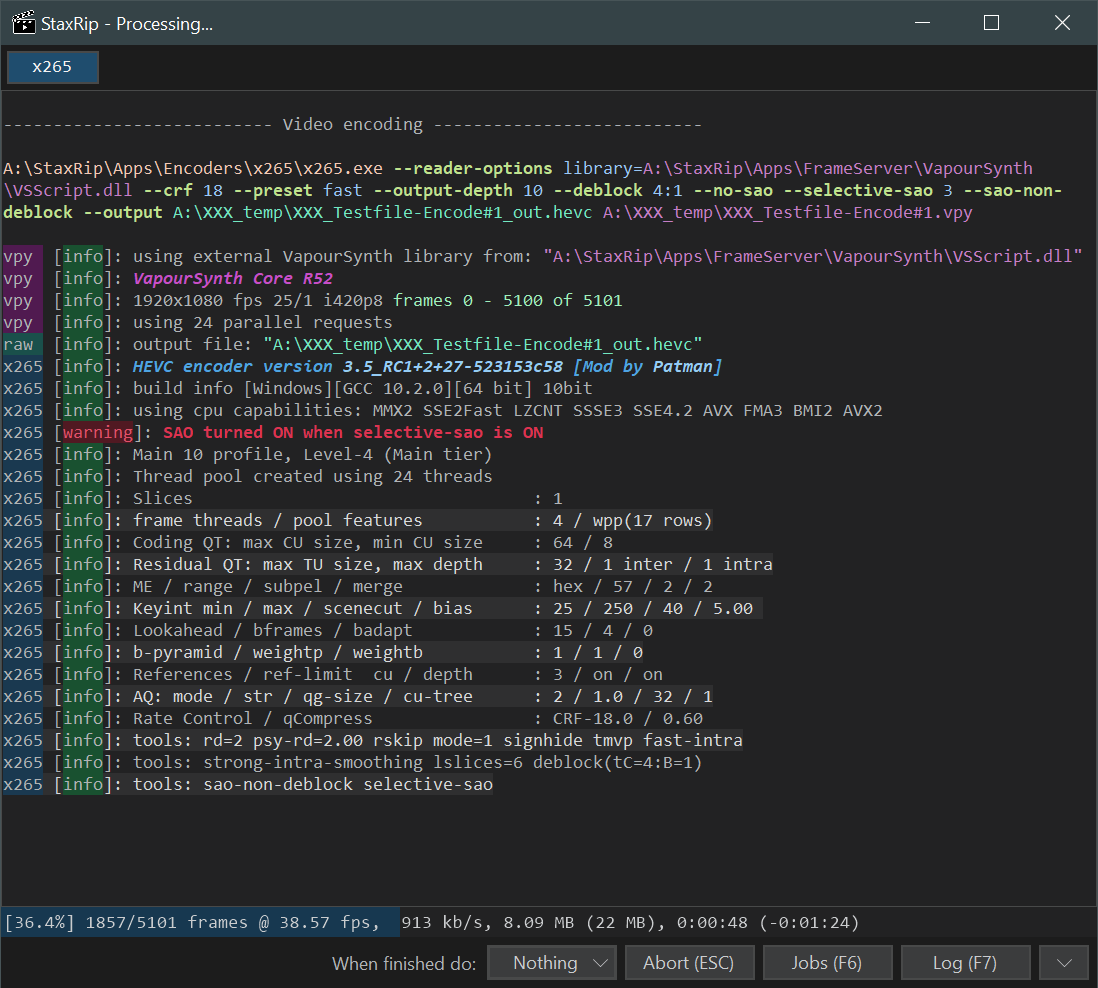 StaxRip - Processing...
x265
--------------------------- Video encoding ---------------------------
A:\StaxRip\Apps\Encoders\x265\x265.exe --reader-options library=A:\StaxRip\Apps\FrameServer\VapourSynth
\VSScript.dll --crf 18 --preset fast --output-depth 10 --deblock 4:1 --no-sao --selective-sao 3 --sao-non-
deblock --output A:\XXX_temp\XXX_Testfile-Encode#1_out.hevc A:\XXX_temp\XXX_Testfile-Encode#1.vpy
vpy  [info]: using external VapourSynth library from: "A:\StaxRip\Apps\FrameServer\VapourSynth\VSScript.dll"
vpy  [info]: VapourSynth Core R52
vpy  [info]: 1920x1080 fps 25/1 i420p8 frames 0 - 5100 of 5101
vpy  [info]: using 24 parallel requests
raw  [info]: output file: "A:\XXX_temp\XXX_Testfile-Encode#1_out.hevc"
x265 [info]: HEVC encoder version 3.5_RC1+2+27-523153c58 [Mod by Patman]
x265 [info]: build info [Windows][GCC 10.2.0][64 bit] 10bit
x265 [info]: using cpu capabilities: MMX2 SSE2Fast LZCNT SSSE3 SSE4.2 AVX FMA3 BMI2 AVX2
x265 [warning]: SAO turned ON when selective-sao is ON
x265 [info]: Main 10 profile, Level-4 (Main tier)
x265 [info]: Thread pool created using 24 threads
x265 [info]: Slices                                  : 1
x265 [info]: frame threads / pool features           : 4 / wpp(17 rows)
x265 [info]: Coding QT: max CU size, min CU size     : 64 / 8
x265 [info]: Residual QT: max TU size, max depth     : 32 / 1 inter / 1 intra
x265 [info]: ME / range / subpel / merge             : hex / 57 / 2 / 2
x265 [info]: Keyint min / max / scenecut / bias      : 25 / 250 / 40 / 5.00
x265 [info]: Lookahead / bframes / badapt            : 15 / 4 / 0
x265 [info]: b-pyramid / weightp / weightb           : 1 / 1 / 0
x265 [info]: References / ref-limit  cu / depth      : 3 / on / on
x265 [info]: AQ: mode / str / qg-size / cu-tree      : 2 / 1.0 / 32 / 1
x265 [info]: Rate Control / qCompress                : CRF-18.0 / 0.60
x265 [info]: tools: rd=2 psy-rd=2.00 rskip mode=1 signhide tmvp fast-intra
x265 [info]: tools: strong-intra-smoothing lslices=6 deblock(tC=4:B=1)
x265 [info]: tools: sao-non-deblock selective-sao
[36.4%] 1857/5101 frames @ 38.57 fps, 913 kb/s, 8.09 MB (22 MB), 0:00:48 (-0:01:24)
When finished do: Nothing Abort (ESC) Jobs (F6) Log (F7)